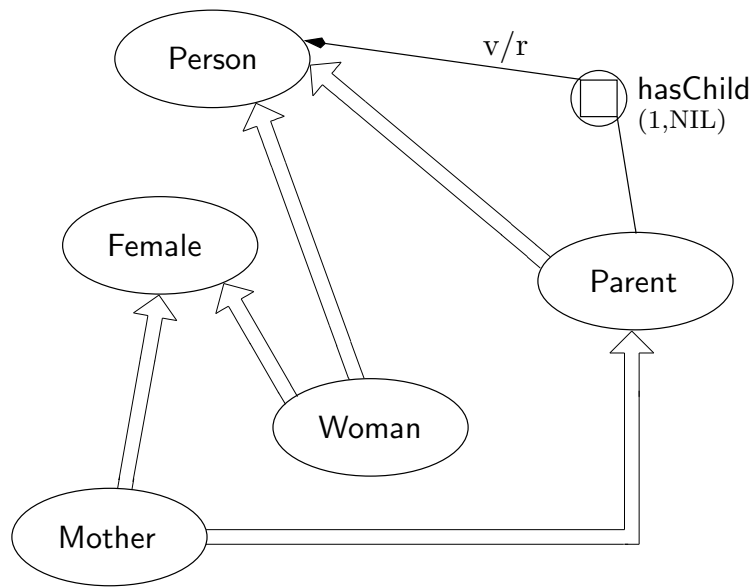 Person
v/r
hasChild
(1,NIL)
Female
Parent
Woman
Mother